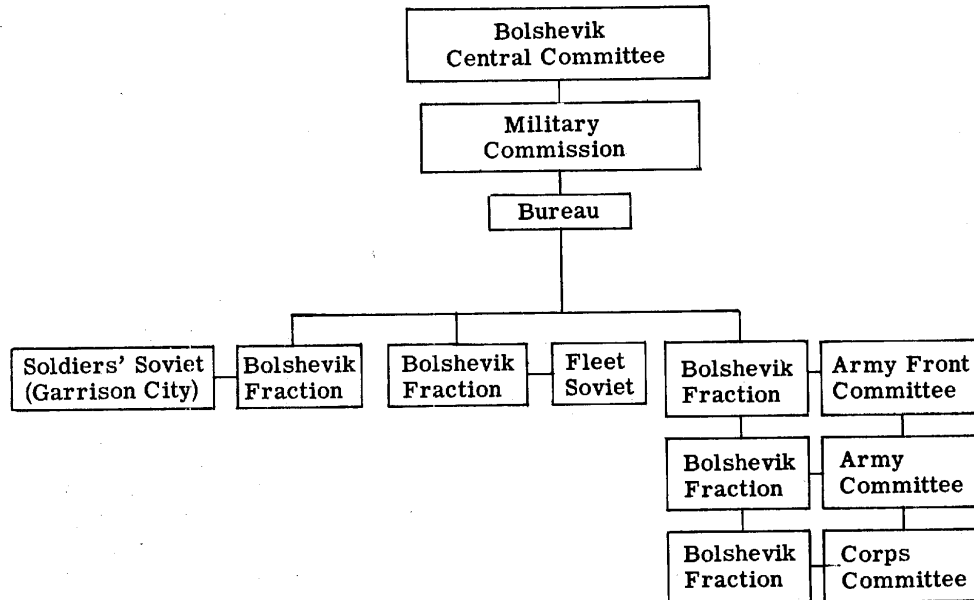 Bolshevik
Central Committee
Military
Commission
Bureau
Soldiers' Soviet
(Garrison City)
Bolshevik
Fraction
Bolshevik
Fraction
Fleet
Soviet
Bolshevik
Fraction
Army Front
Committee
Bolshevik
Fraction
Army
Committee
Bolshevik
Fraction
Corps
Committee